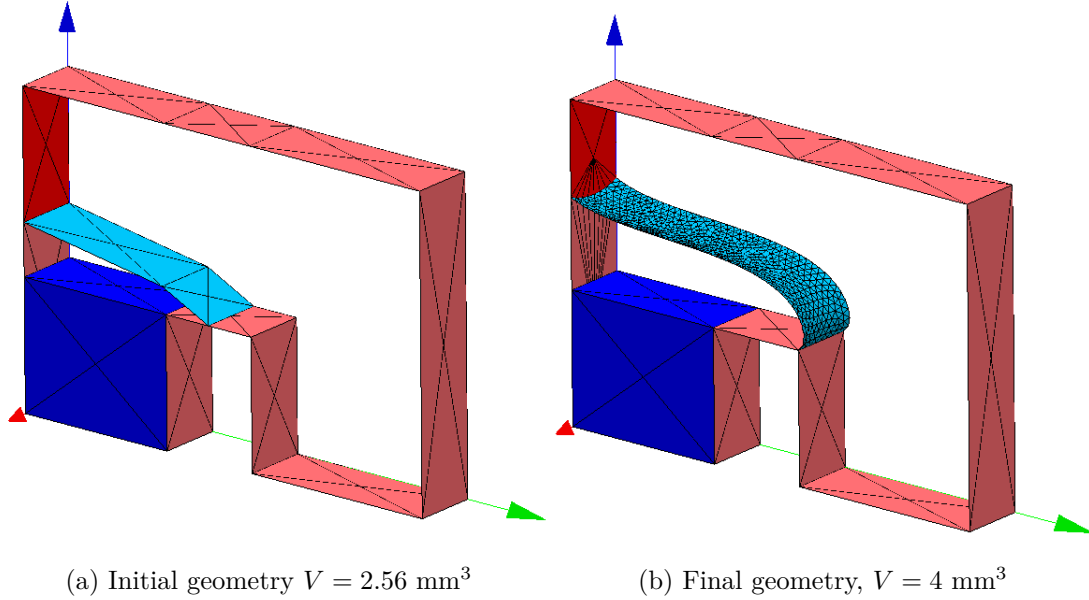 (a) Initial geometry V = 2.56 mm³
(b) Final geometry, V = 4 mm³